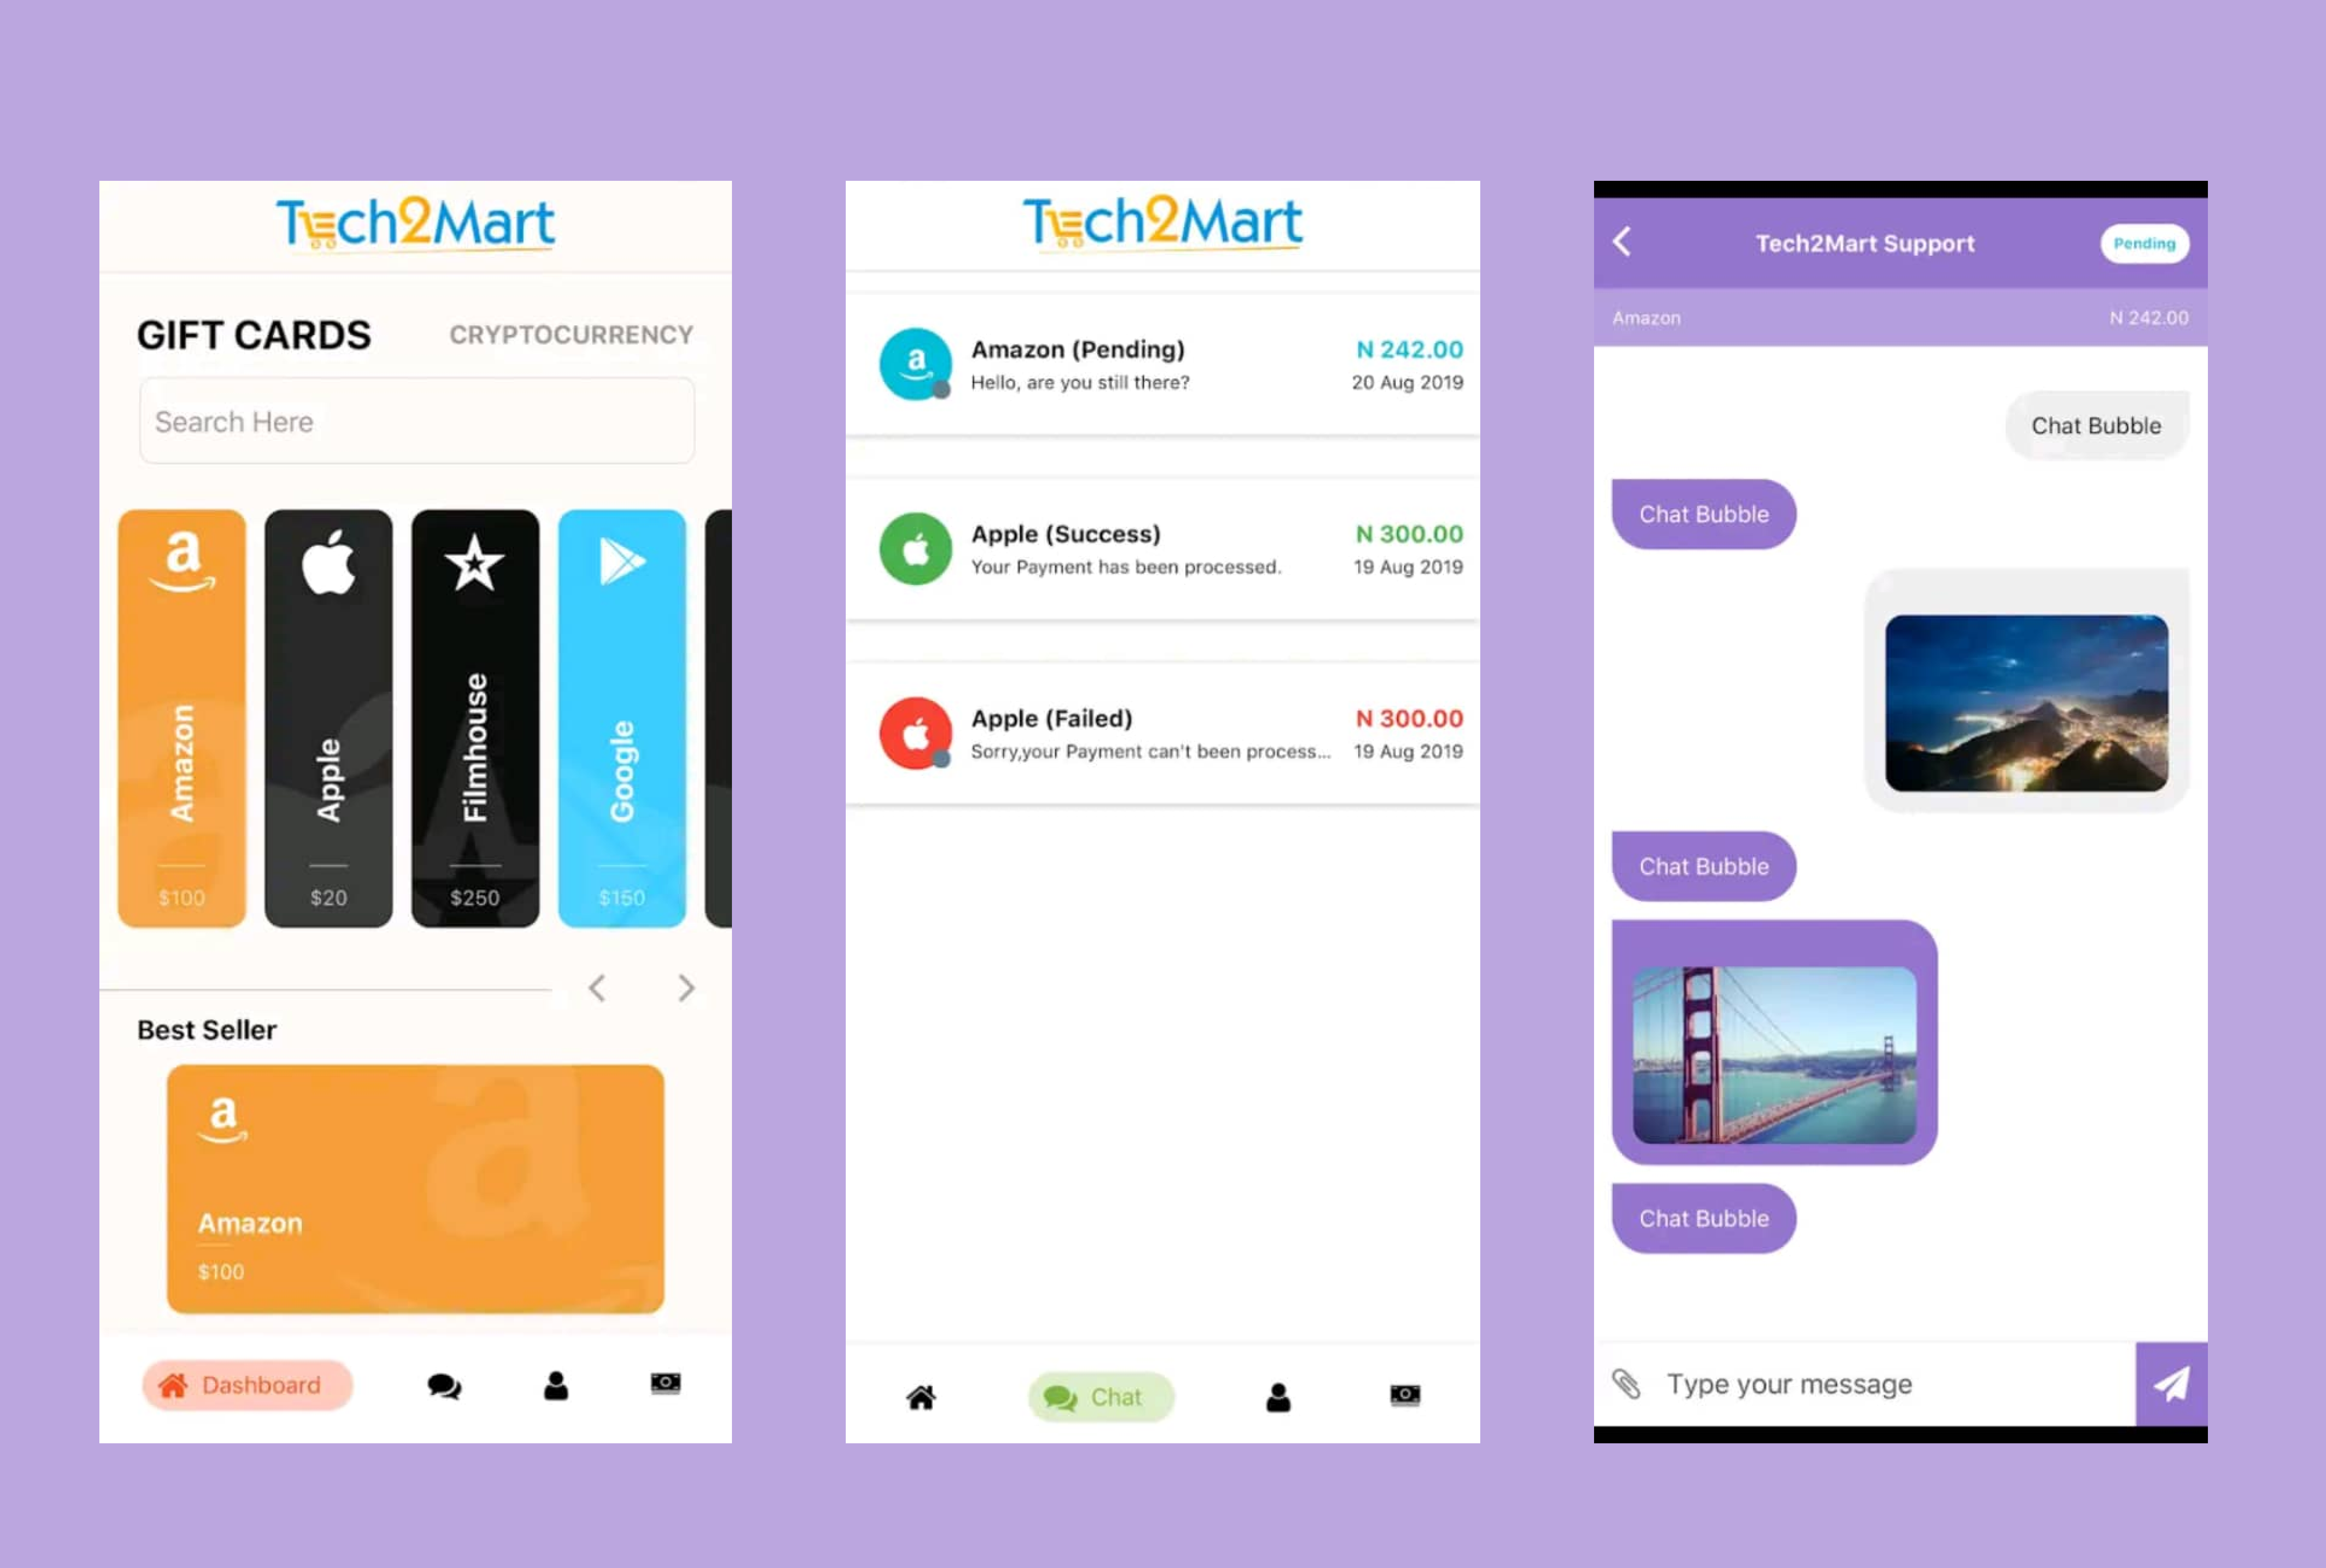 Tech2Mart
GIFT CARDS
CRYPTOCURRENCY
Search Here
a
a
Amazon
Apple
Filmhouse
Google
$100
$20
$250
$150
Best Seller
a
a
Amazon
$100
Dashboard
Tech2Mart
a
Amazon (Pending)
N 242.00
Hello, are you still there?
20 Aug 2019
Apple (Success)
N 300.00
Your Payment has been processed.
19 Aug 2019
Apple (Failed)
N 300.00
Sorry,your Payment can't been process...
19 Aug 2019
Chat
Tech2Mart Support
Pending
Amazon
N 242.00
Chat Bubble
Chat Bubble
Chat Bubble
Chat Bubble
Type your message